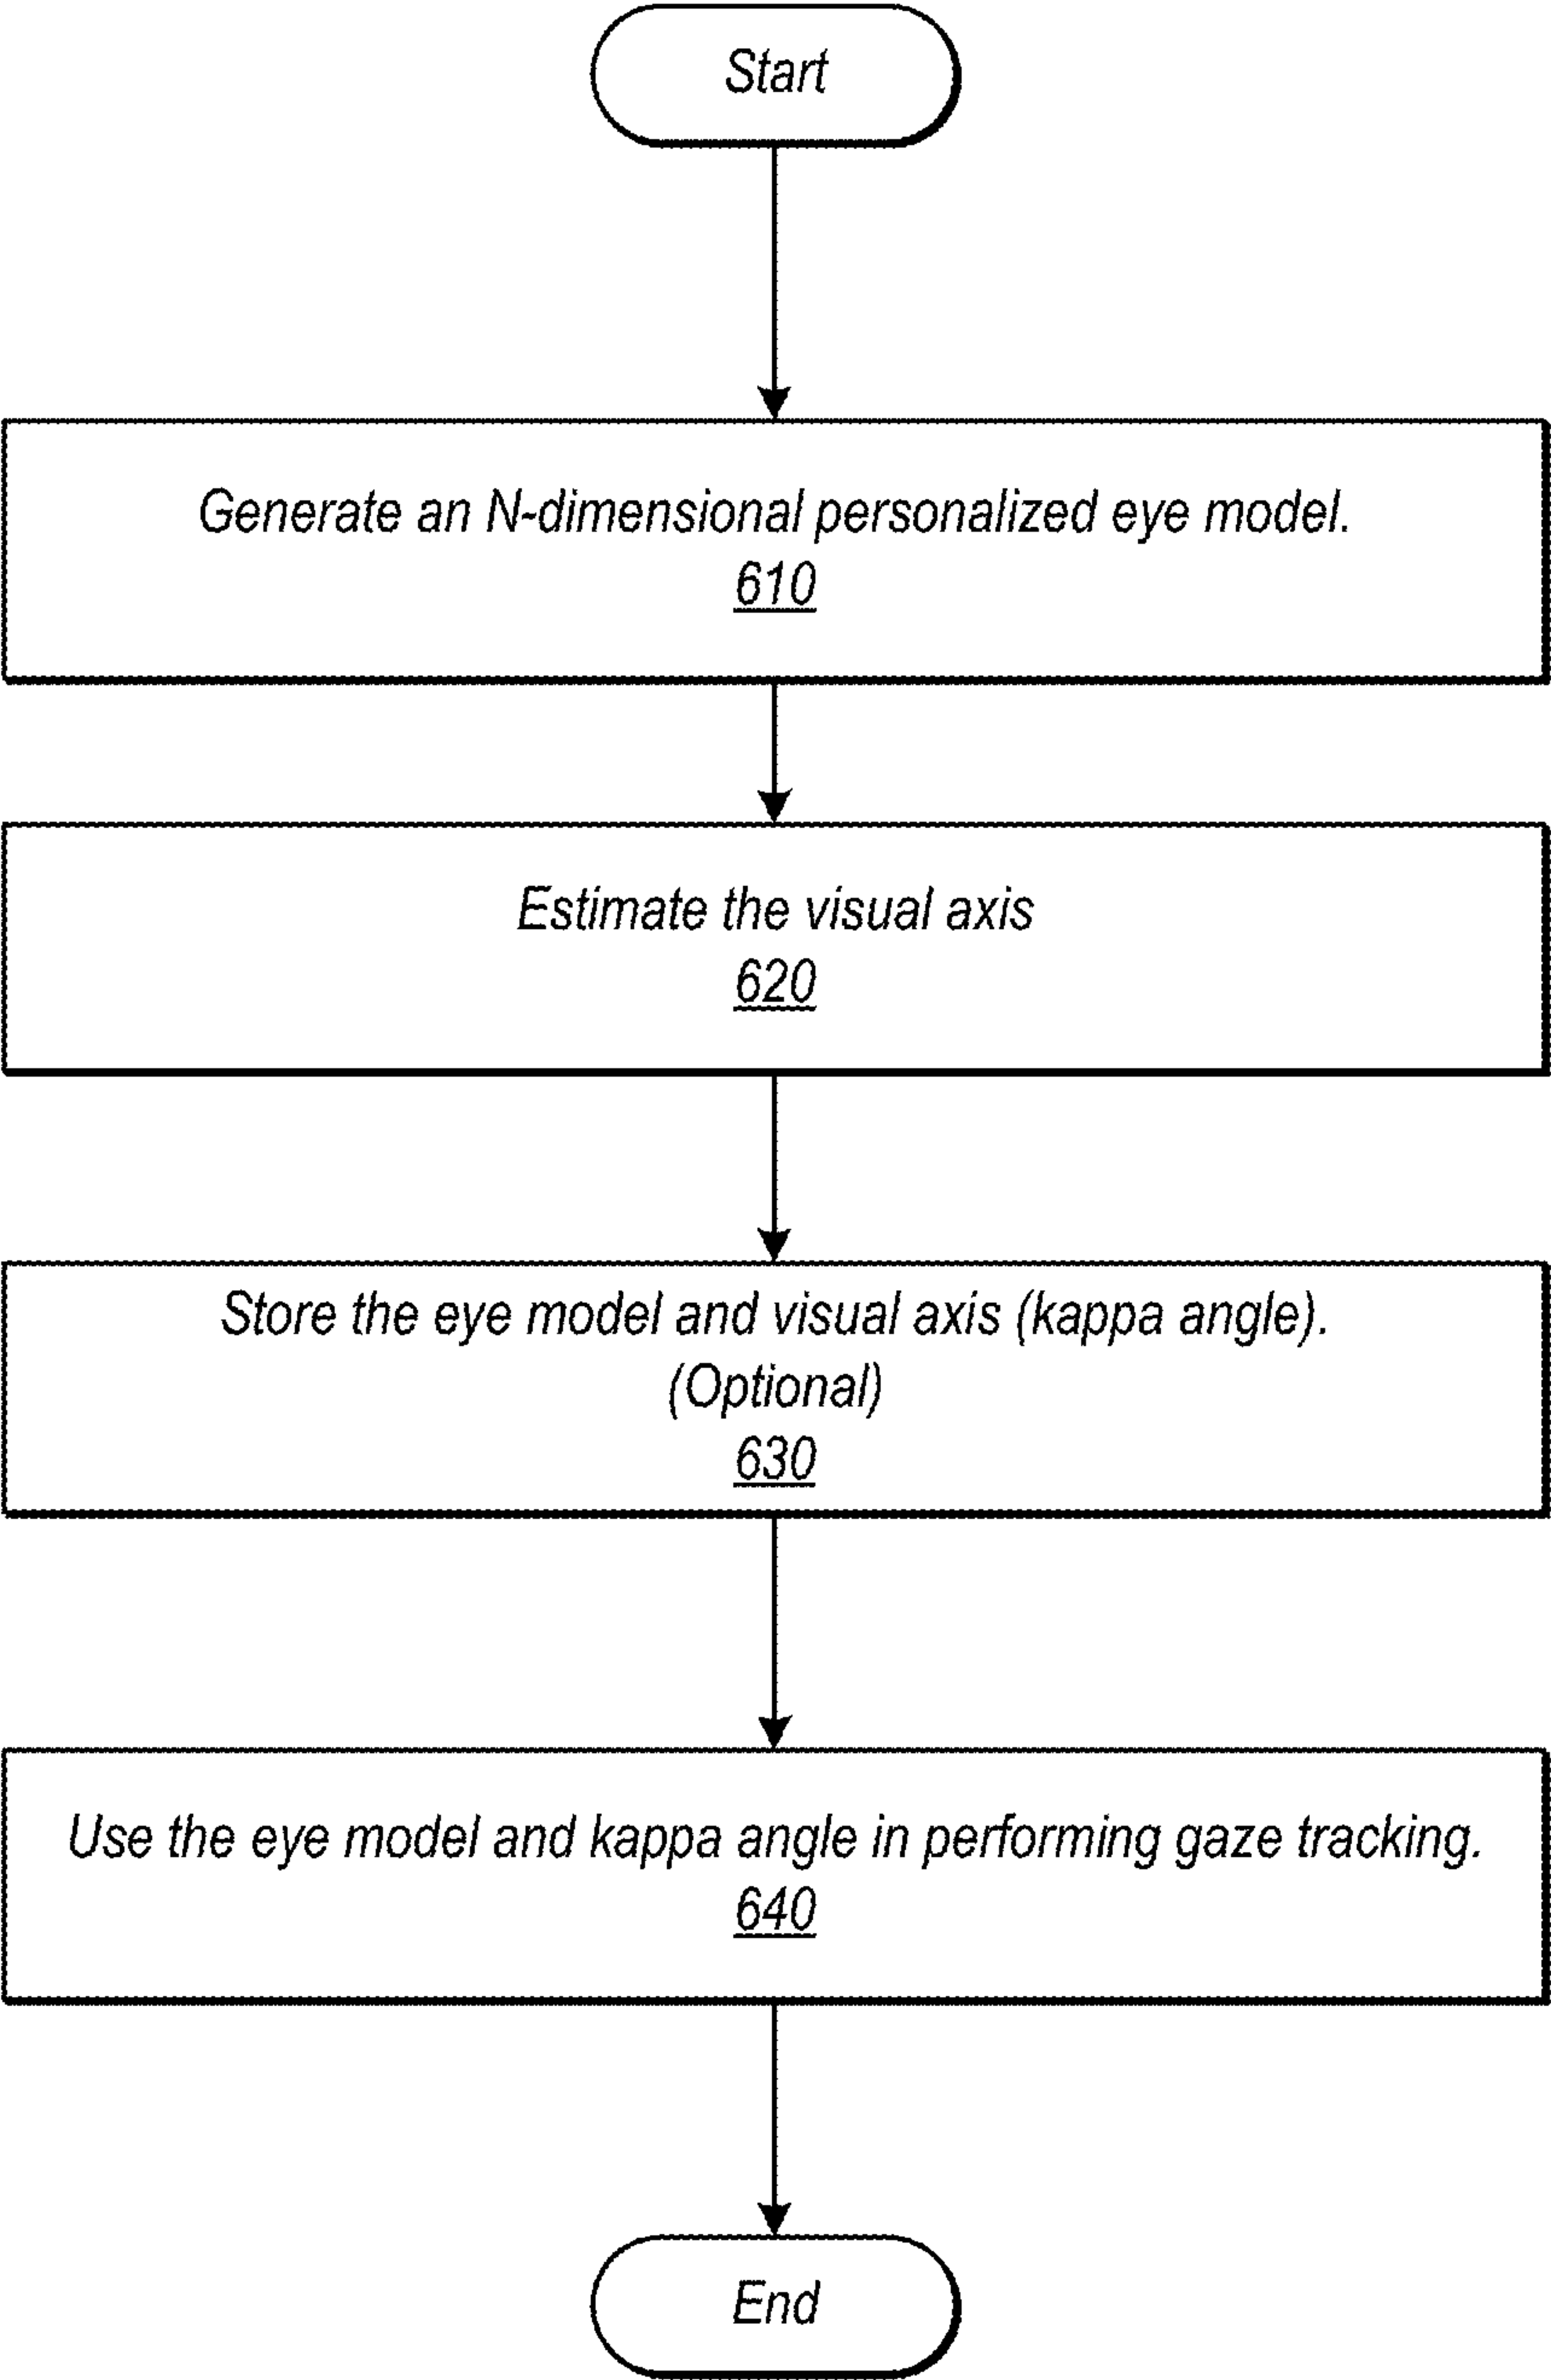 Start
Generate an N-dimensional personalized eye model.
610
Estimate the visual axis
620
Store the eye model and visual axis (kappa angle).
(Optional)
630
Use the eye model and kappa angle in performing gaze tracking.
640
End